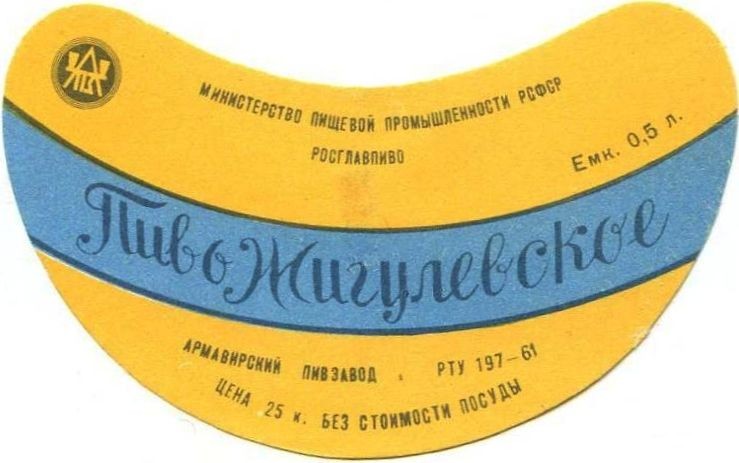 МИНИСТЕРСТВО ПИЩЕВОЙ ПРОМЫШЛЕННОСТИ РСФСР
РОСГЛАВПИВО
Емк. 0,5 л.
Пиво Жигулевское
АРМАВИРСКИЙ ПИВЗАВОД . РТУ 197-61
ЦЕНА 25 к. БЕЗ СТОИМОСТИ ПОСУДЫ